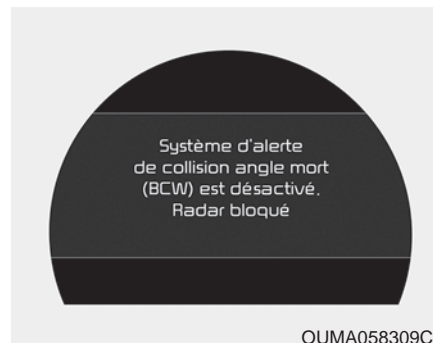 Système d'alerte
de collision angle mort
(BCW) est désactivé.
Radar bloqué
OUMA058309C